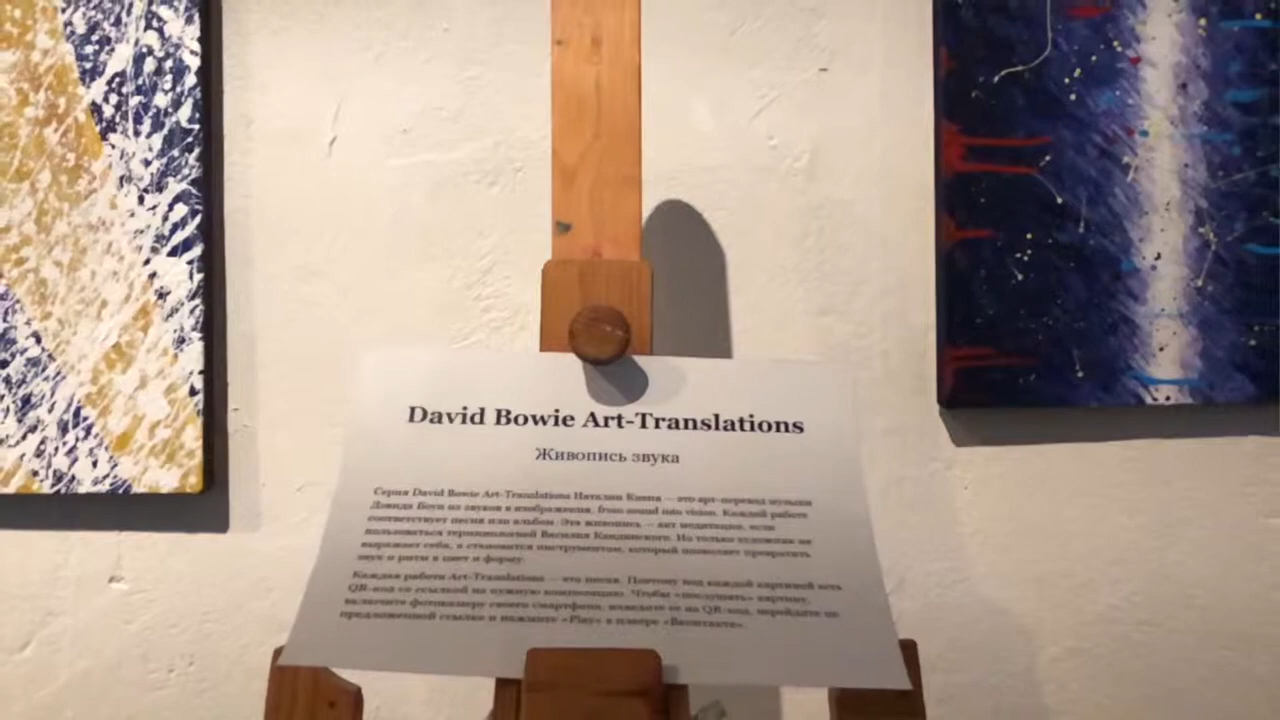 David Bowie Art-Translations
Живопись звука
Серия David Bowie Art-Translations Наталии — это арт-перевод музыки
Дэвида Боуи из звуков в изображения, from sound into vision. Каждой работе
соответствует песня или альбом. Эта живопись — акт медитации, если
пользоваться терминологией Василия Кандинского. Но только художник не
выражает себя, а становится инструментом, который позволяет превратить
звук и ритм в цвет и форму.
Каждая работа Art-Translations — это песня. Поэтому под каждой картиной есть
QR-код со ссылкой на нужную композицию. Чтобы «послушать» картину,
включите фотокамеру своего смартфона, наведите ее на QR-код, перейдите по
предложенной ссылке и нажмите «Play» в плеере «Вконтакте».